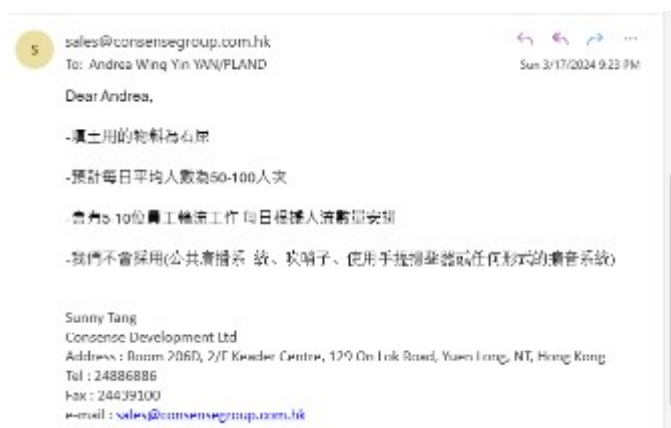 S
sales@consensegroup.com.hk
To: Andrea Wing Yin YAN/PLAND
Sun 3/17/2024 9:23 PM
Dear Andrea,
-填土用的物料為石屎
-預計每日平均人數為50-100人次
-會有5-10位員工輪流工作 每日根據人流數量安排
-我們不會採用(公共廣播系 統、吹哨子、使用手提揚聲器或任何形式的擴音系統)
Sunny Tang
Consense Development Ltd
Address : Room 206D, 2/F Keader Centre, 129 On Lok Road, Yuen Long, NT, Hong Kong
Tel : 24886886
Fax : 24439100
e-mail : sales@consensegroup.com.hk